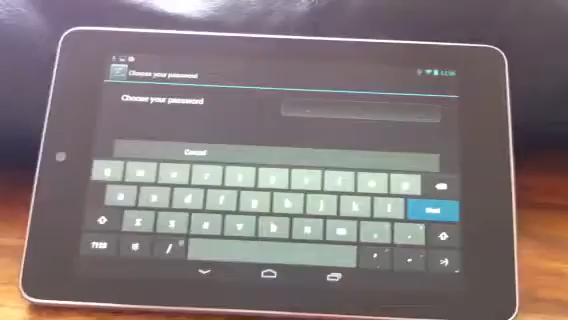 Choose your password
Choose your password
Cancel
q w e r t y u i o p
a s d f g h j k l Next
z x c v b n m , .
?123 /
:-)